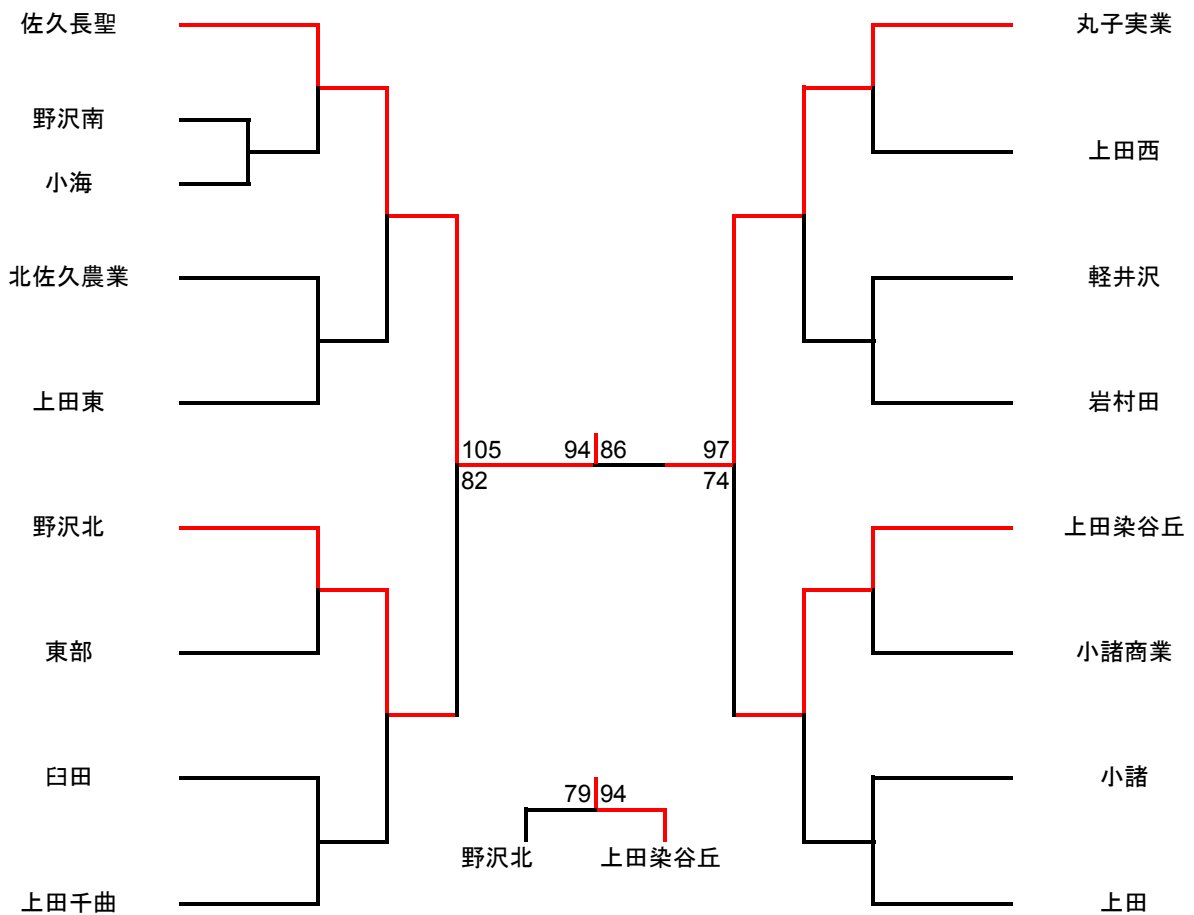 佐久長聖
丸子実業
野沢南
上田西
小海
北佐久農業
軽井沢
上田東
岩村田
105
94 86
97
82
74
野沢北
上田染谷丘
東部
小諸商業
臼田
小諸
79 94
野沢北
上田染谷丘
上田千曲
上田